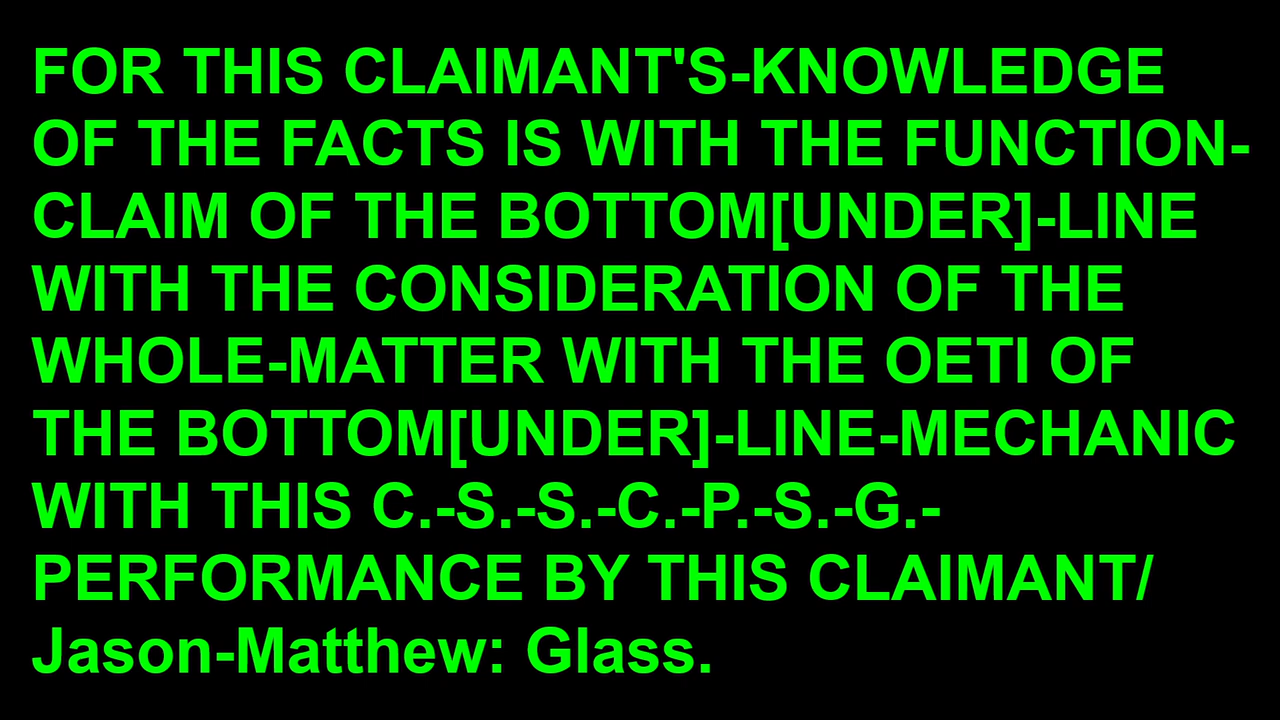 FOR THIS CLAIMANT'S-KNOWLEDGE
OF THE FACTS IS WITH THE FUNCTION-
CLAIM OF THE BOTTOM[UNDER]-LINE
WITH THE CONSIDERATION OF THE
WHOLE-MATTER WITH THE OETI OF
THE BOTTOM[UNDER]-LINE-MECHANIC
WITH THIS C.-S.-S.-C.-P.-S.-G.-
PERFORMANCE BY THIS CLAIMANT/
Jason-Matthew: Glass.